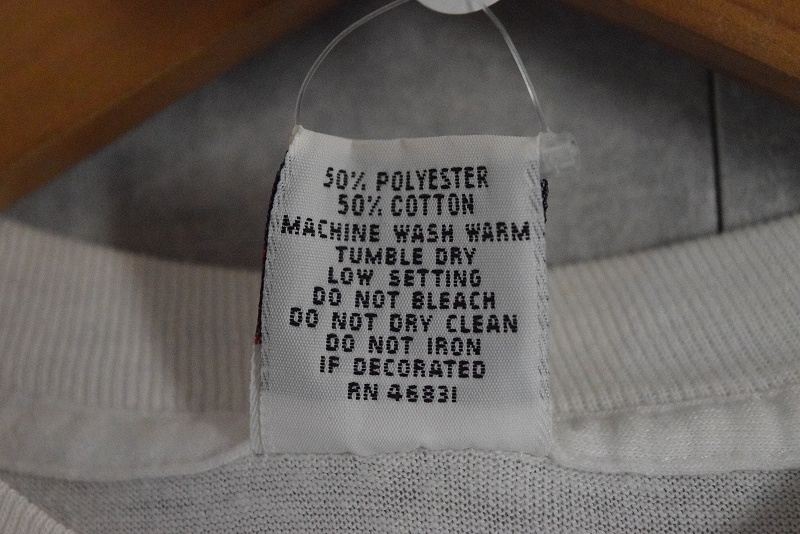 50% POLYESTER
50% COTTON
MACHINE WASH WARM
TUMBLE DRY
LOW SETTING
DO NOT BLEACH
DO NOT DRY CLEAN
DO NOT IRON
IF DECORATED
RN 46831